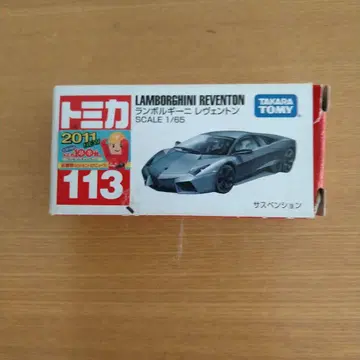 トミカ
LAMBORGHINI REVENTON
ランボルギーニ レヴェントン
SCALE 1/65
TAKARA
TOMY
2011
100
113
サスペンション